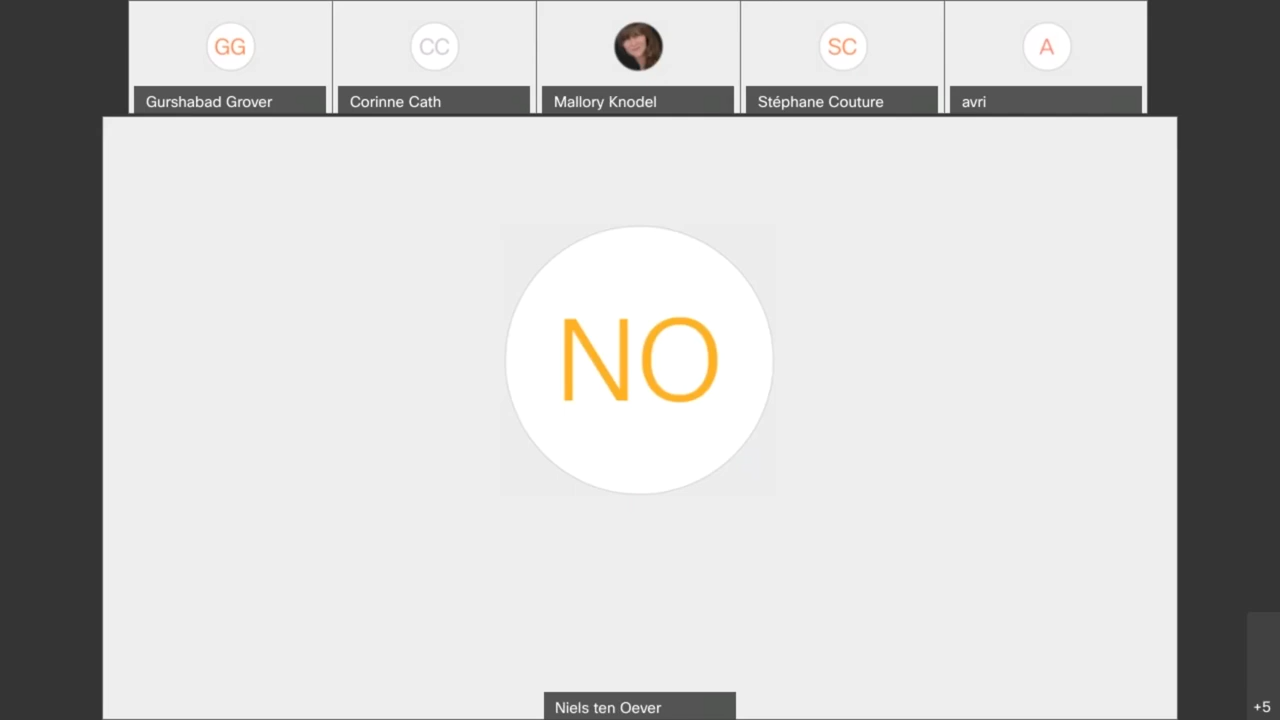 GG
CC
SC
A
Gurshabad Grover
Corinne Cath
Mallory Knodel
Stéphane Couture
avri
NO
Niels ten Oever
+5